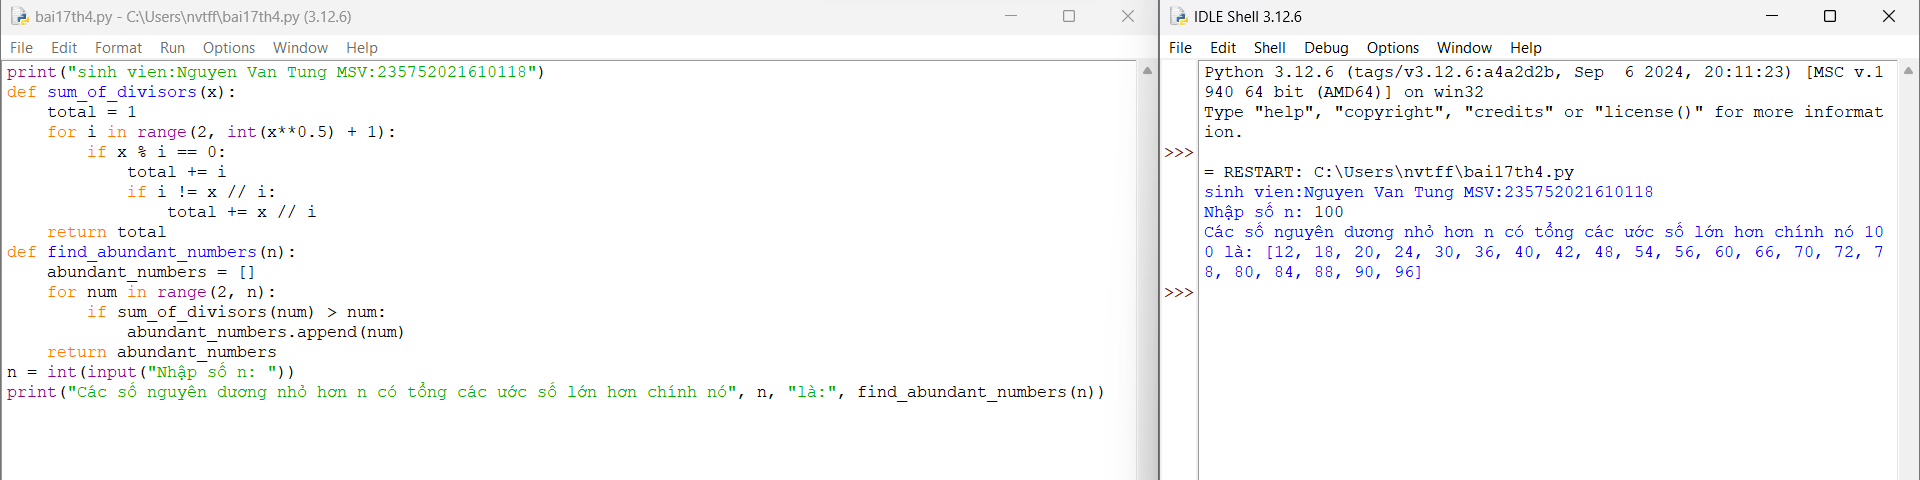 bai17th4.py - C:\Users\nvtff\bai17th4.py (3.12.6)
File Edit Format Run Options Window Help
print("sinh vien:Nguyen Van Tung MSV:235752021610118")
def sum_of_divisors(x):
    total = 1
    for i in range(2, int(x**0.5) + 1):
        if x % i == 0:
            total += i
            if i != x // i:
                total += x // i
    return total
def find_abundant_numbers(n):
    abundant_numbers = []
    for num in range(2, n):
        if sum_of_divisors(num) > num:
            abundant_numbers.append(num)
    return abundant_numbers
n = int(input("Nhập số n: "))
print("Các số nguyên dương nhỏ hơn n có tổng các ước số lớn hơn chính nó", n, "là:", find_abundant_numbers(n))
IDLE Shell 3.12.6
File Edit Shell Debug Options Window Help
Python 3.12.6 (tags/v3.12.6:a4a2d2b, Sep  6 2024, 20:11:23) [MSC v.1
940 64 bit (AMD64)] on win32
Type "help", "copyright", "credits" or "license()" for more informat
ion.
>>>
= RESTART: C:\Users\nvtff\bai17th4.py
sinh vien:Nguyen Van Tung MSV:235752021610118
Nhập số n: 100
Các số nguyên dương nhỏ hơn n có tổng các ước số lớn hơn chính nó 10
0 là: [12, 18, 20, 24, 30, 36, 40, 42, 48, 54, 56, 60, 66, 70, 72, 7
8, 80, 84, 88, 90, 96]
>>>